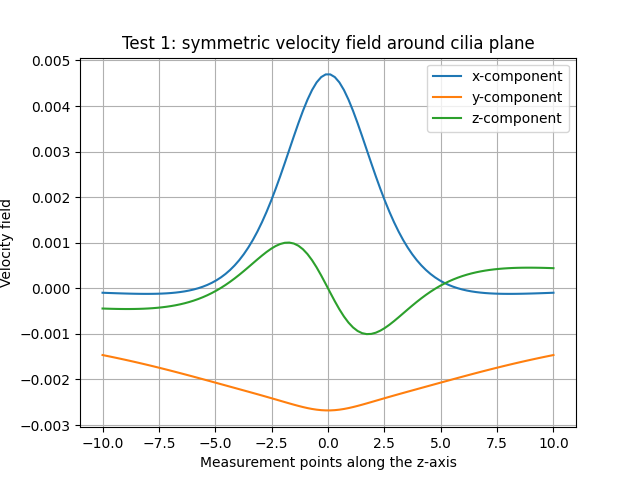 Test 1: symmetric velocity field around cilia plane
0.005
0.004
0.003
0.002
0.001
0.000
−0.001
−0.002
−0.003
Velocity field
x-component
y-component
z-component
−10.0 −7.5 −5.0 −2.5 0.0 2.5 5.0 7.5 10.0
Measurement points along the z-axis